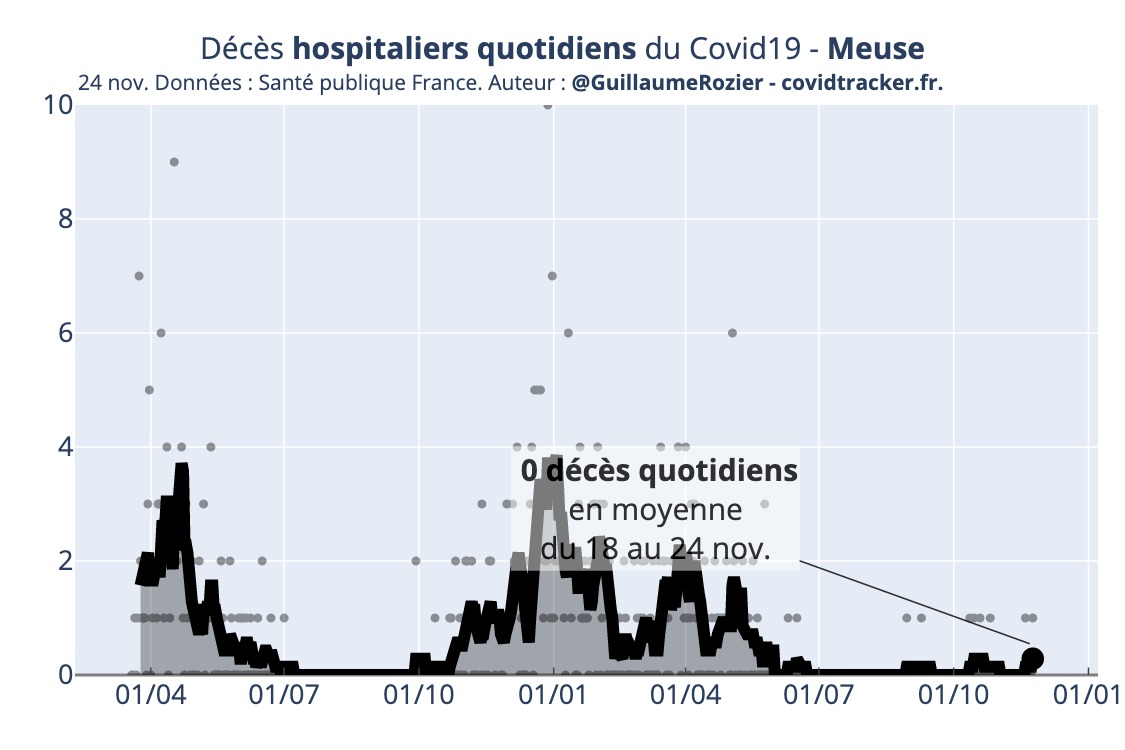 Décès hospitaliers quotidiens du Covid19 - Meuse
24 nov. Données : Santé publique France. Auteur : @GuillaumeRozier - covidtracker.fr.
10
8
6
4
2
0
0 décès quotidiens
en moyenne
du 18 au 24 nov.
01/04 01/07 01/10 01/01 01/04 01/07 01/10 01/01